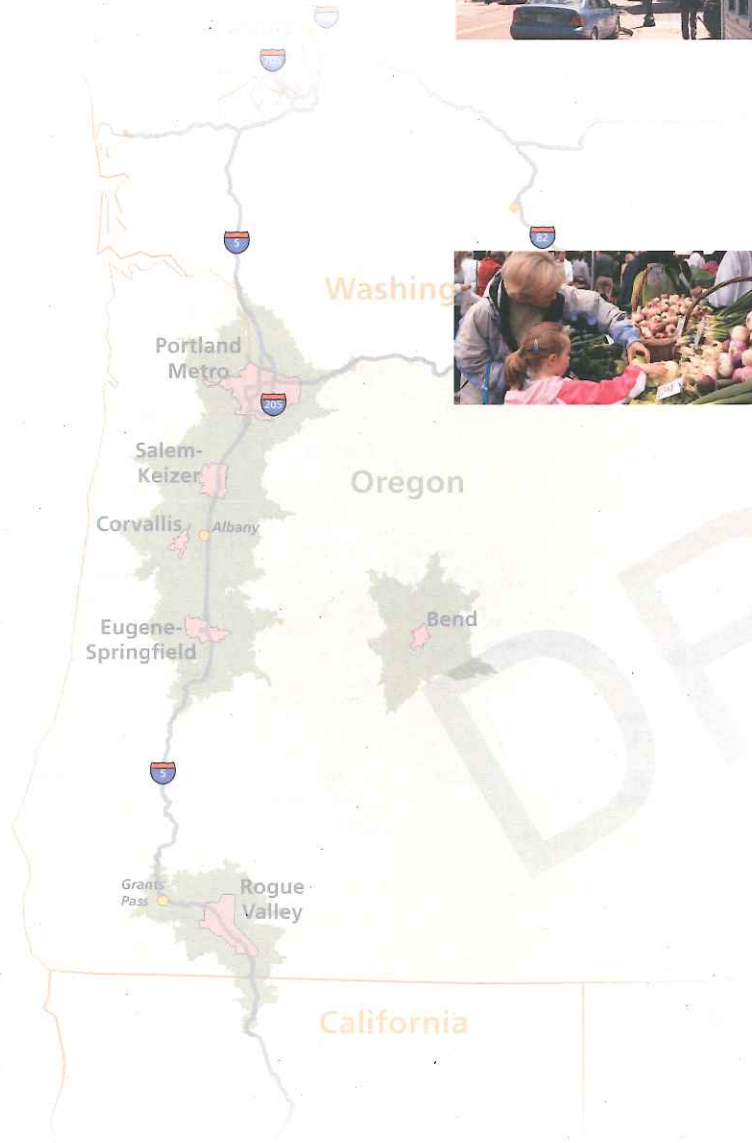 705
5
82
Washing
Portland
Metro
205
Salem-
Keizer
Oregon
Corvallis
Albany
Eugene-
Springfield
Bend
5
Grants
Pass
Rogue
Valley
California